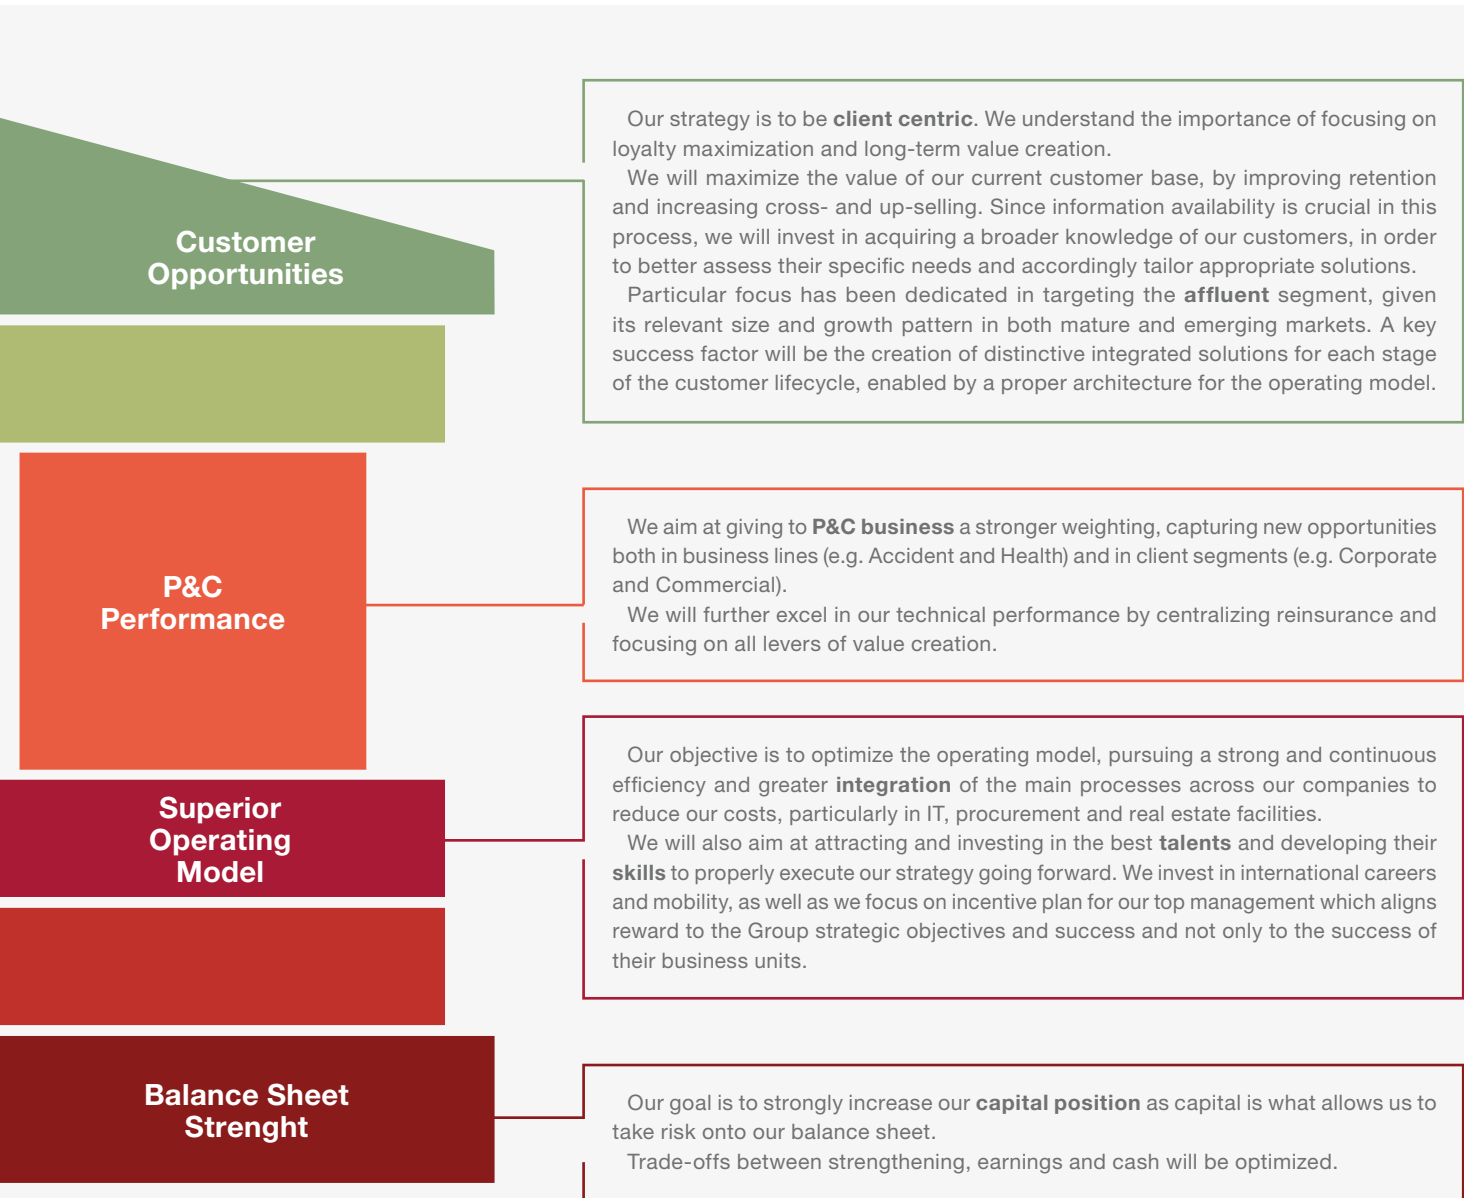 Customer
Opportunities
Our strategy is to be client centric. We understand the importance of focusing on
loyalty maximization and long-term value creation.
We will maximize the value of our current customer base, by improving retention
and increasing cross- and up-selling. Since information availability is crucial in this
process, we will invest in acquiring a broader knowledge of our customers, in order
to better assess their specific needs and accordingly tailor appropriate solutions.
Particular focus has been dedicated in targeting the affluent segment, given
its relevant size and growth pattern in both mature and emerging markets. A key
success factor will be the creation of distinctive integrated solutions for each stage
of the customer lifecycle, enabled by a proper architecture for the operating model.
P&C
Performance
We aim at giving to P&C business a stronger weighting, capturing new opportunities
both in business lines (e.g. Accident and Health) and in client segments (e.g. Corporate
and Commercial).
We will further excel in our technical performance by centralizing reinsurance and
focusing on all levers of value creation.
Superior
Operating
Model
Our objective is to optimize the operating model, pursuing a strong and continuous
efficiency and greater integration of the main processes across our companies to
reduce our costs, particularly in IT, procurement and real estate facilities.
We will also aim at attracting and investing in the best talents and developing their
skills to properly execute our strategy going forward. We invest in international careers
and mobility, as well as we focus on incentive plan for our top management which aligns
reward to the Group strategic objectives and success and not only to the success of
their business units.
Balance Sheet
Strenght
Our goal is to strongly increase our capital position as capital is what allows us to
take risk onto our balance sheet.
Trade-offs between strengthening, earnings and cash will be optimized.